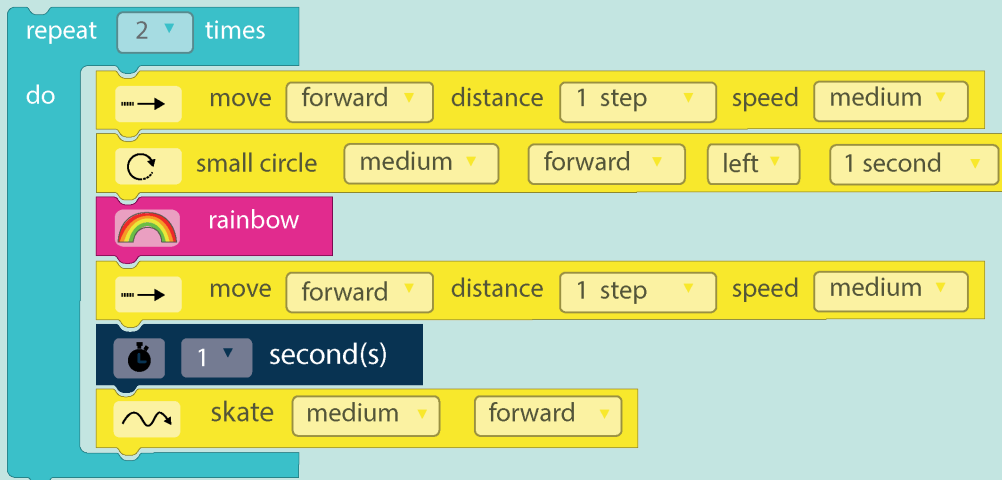 repeat 2 times
do
move forward distance 1 step speed medium
small circle medium forward left 1 second
rainbow
move forward distance 1 step speed medium
1 second(s)
skate medium forward